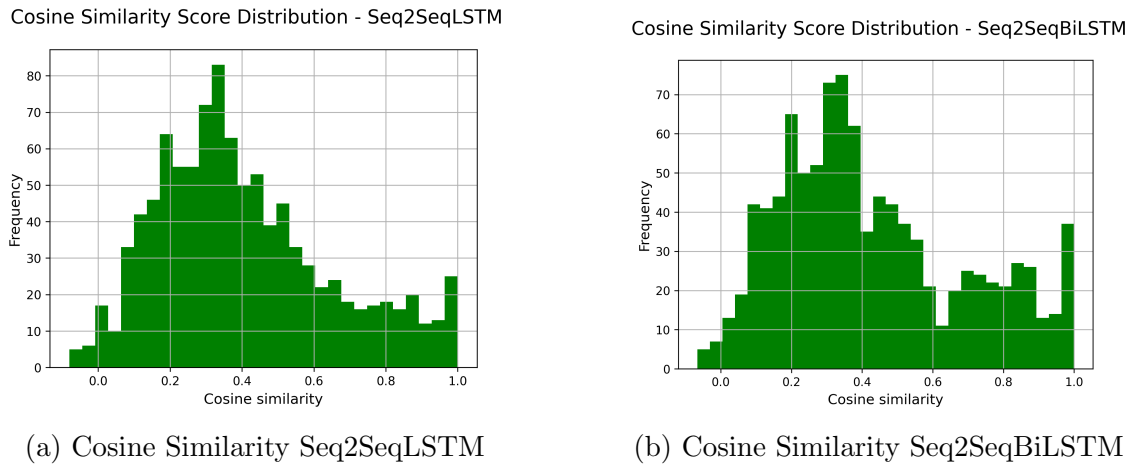 Cosine Similarity Score Distribution - Seq2SeqLSTM
80
70
60
50
40
30
20
10
0
Frequency
0.0 0.2 0.4 0.6 0.8 1.0
Cosine similarity
(a) Cosine Similarity Seq2SeqLSTM
Cosine Similarity Score Distribution - Seq2SeqBiLSTM
70
60
50
40
30
20
10
0
Frequency
0.0 0.2 0.4 0.6 0.8 1.0
Cosine similarity
(b) Cosine Similarity Seq2SeqBiLSTM